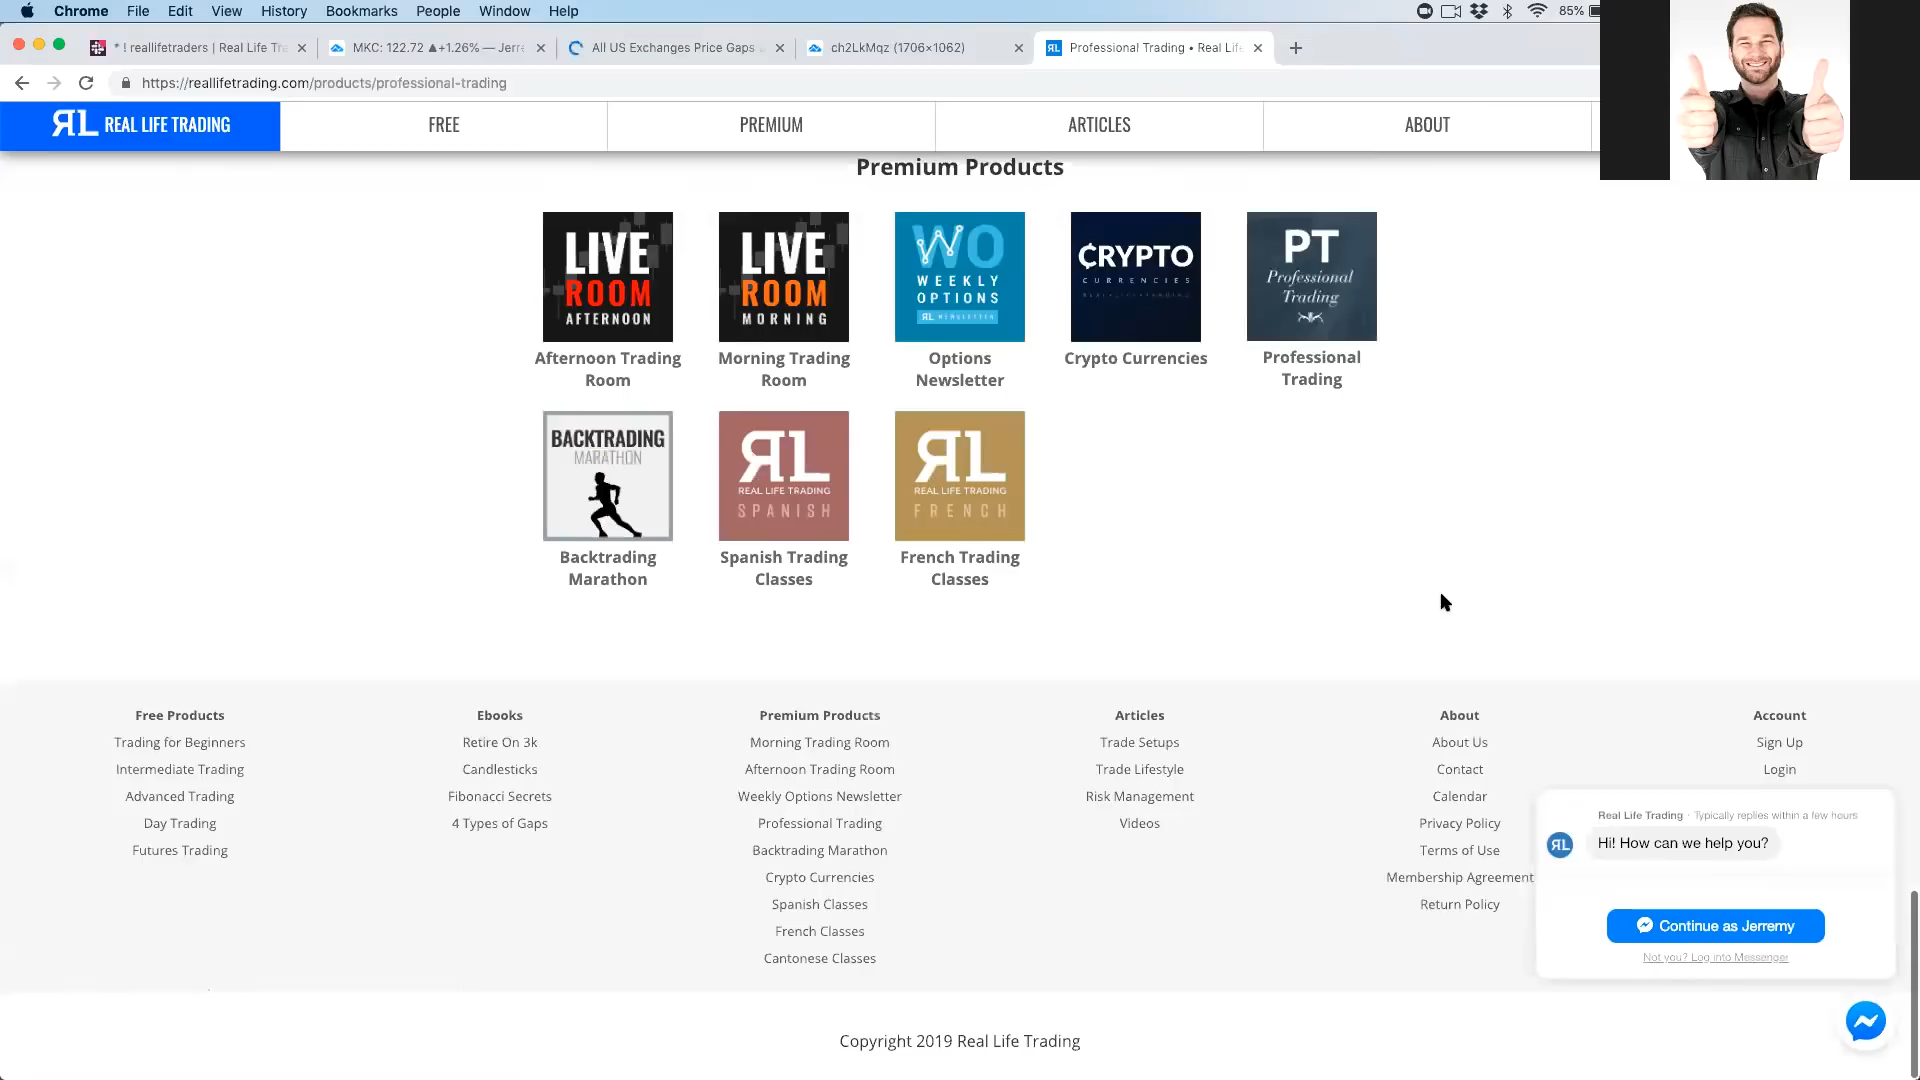 Chrome File Edit View History Bookmarks People Window Help 85%
* ! reallifetraders | Real Life Tra
MKC: 122.72 ▲+1.26% — Jerre
All US Exchanges Price Gaps
ch2LkMqz (1706×1062)
Professional Trading • Real Life
https://reallifetrading.com/products/professional-trading
RL REAL LIFE TRADING
FREE
PREMIUM
ARTICLES
ABOUT
Premium Products
LIVE
ROOM
AFTERNOON
Afternoon Trading
Room
LIVE
ROOM
MORNING
Morning Trading
Room
WO
WEEKLY
OPTIONS
RL NEWSLETTER
Options
Newsletter
CRYPTO
CURRENCIES
Crypto Currencies
PT
Professional
Trading
Professional
Trading
BACKTRADING
MARATHON
Backtrading
Marathon
RL
REAL LIFE TRADING
SPANISH
Spanish Trading
Classes
RL
REAL LIFE TRADING
FRENCH
French Trading
Classes
Free Products
Trading for Beginners
Intermediate Trading
Advanced Trading
Day Trading
Futures Trading
Ebooks
Retire On 3k
Candlesticks
Fibonacci Secrets
4 Types of Gaps
Premium Products
Morning Trading Room
Afternoon Trading Room
Weekly Options Newsletter
Professional Trading
Backtrading Marathon
Crypto Currencies
Spanish Classes
French Classes
Cantonese Classes
Articles
Trade Setups
Trade Lifestyle
Risk Management
Videos
About
About Us
Contact
Calendar
Privacy Policy
Terms of Use
Membership Agreement
Return Policy
Account
Sign Up
Login
Real Life Trading · Typically replies within a few hours
RL
Hi! How can we help you?
Continue as Jerremy
Not you? Log into Messenger
Copyright 2019 Real Life Trading